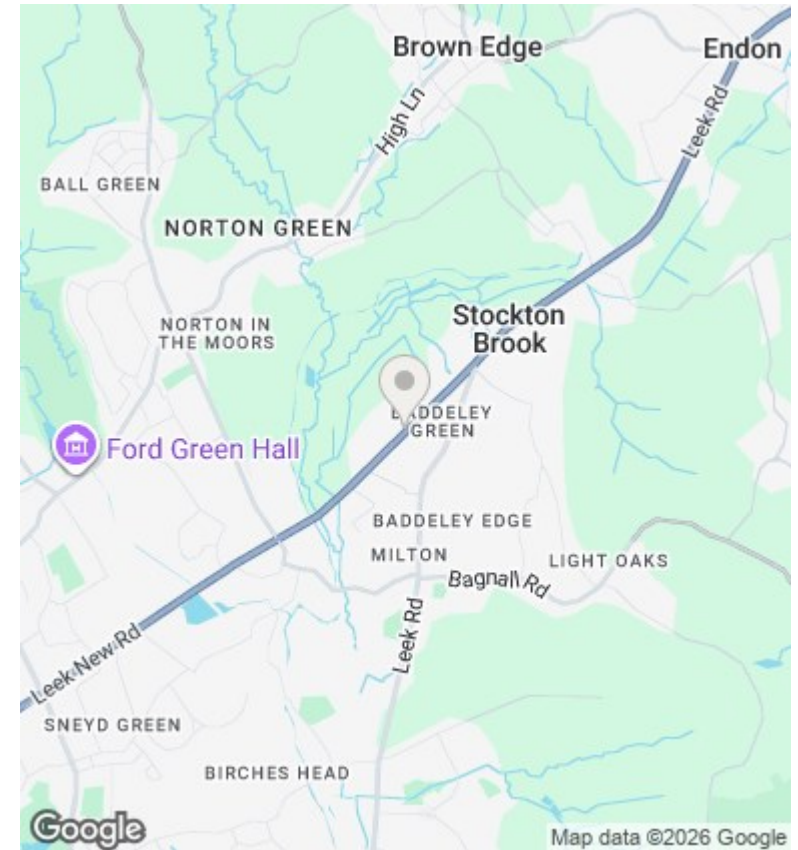 Brown Edge
Endon
High Ln
Leek Rd
BALL GREEN
NORTON GREEN
NORTON IN
THE MOORS
Stockton
Brook
BADDELEY
GREEN
Ford Green Hall
BADDELEY EDGE
MILTON
LIGHT OAKS
Bagnall Rd
Leek Rd
Leek New Rd
SNEYD GREEN
BIRCHES HEAD
Google
Map data ©2026 Google